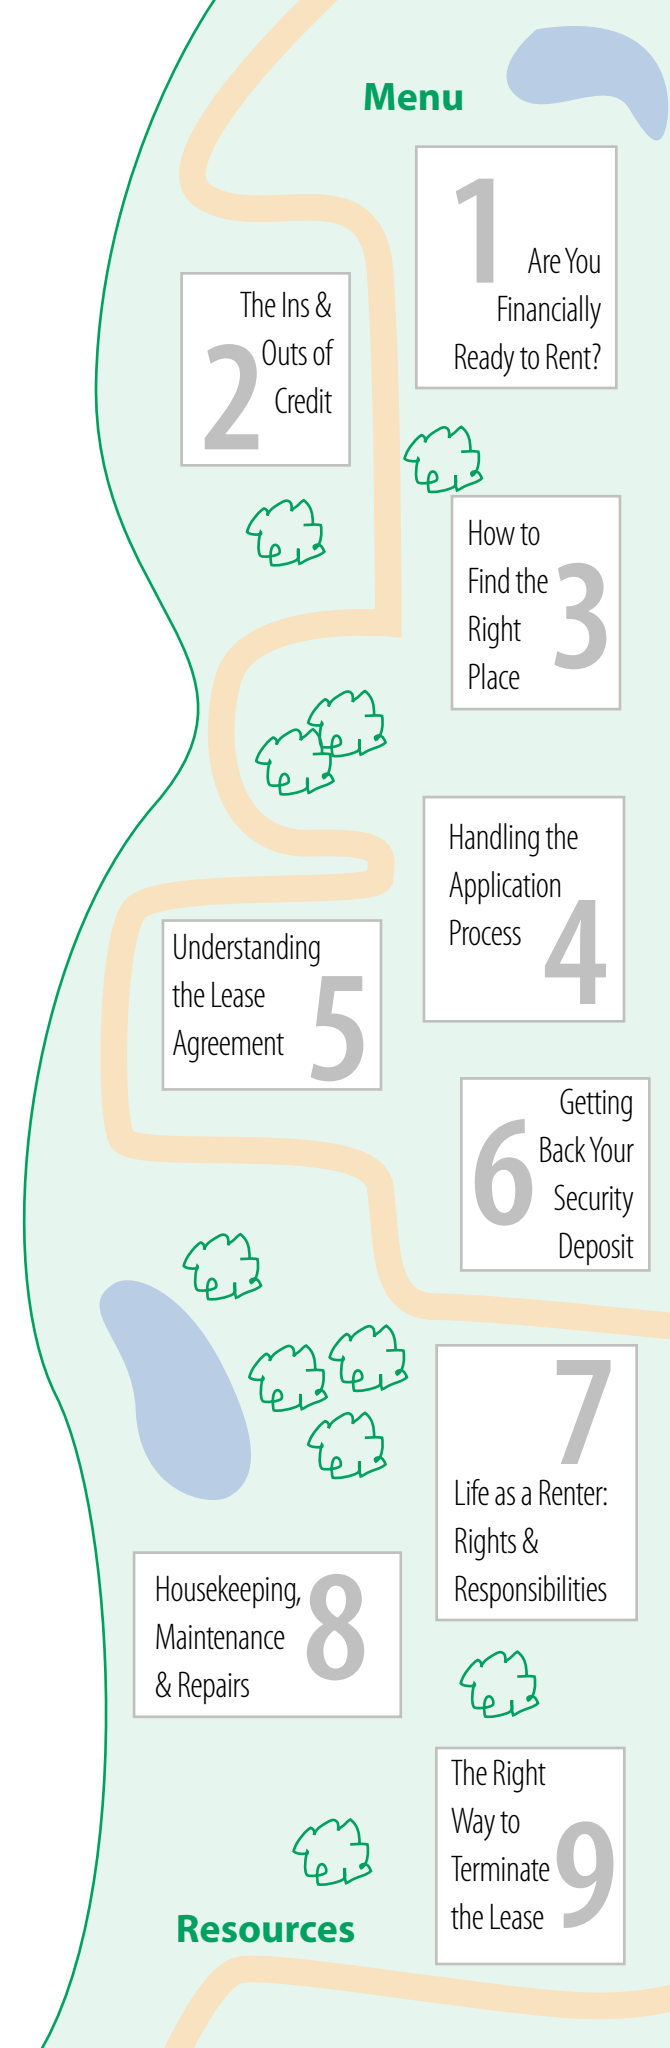 Menu
1
Are You
Financially
Ready to Rent?
The Ins &
Outs of
Credit
2
How to
Find the
Right
Place
3
Handling the
Application
Process
4
Understanding
the Lease
Agreement
5
Getting
Back Your
Security
Deposit
6
7
Life as a Renter:
Rights &
Responsibilities
Housekeeping,
Maintenance
& Repairs
8
The Right
Way to
Terminate
the Lease
9
Resources